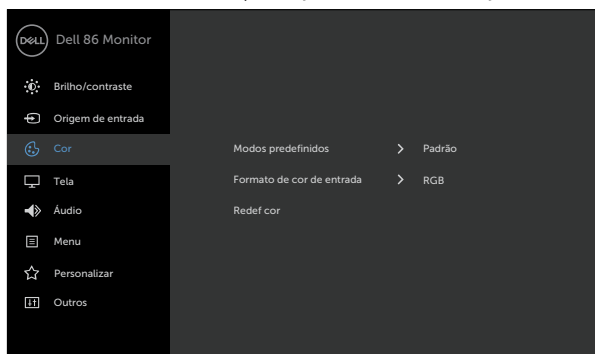 DELL Dell 86 Monitor
Brilho/contraste
Origem de entrada
Cor
Modos predefinidos > Padrão
Tela
Formato de cor de entrada > RGB
Áudio
Redef cor
Menu
Personalizar
Outros